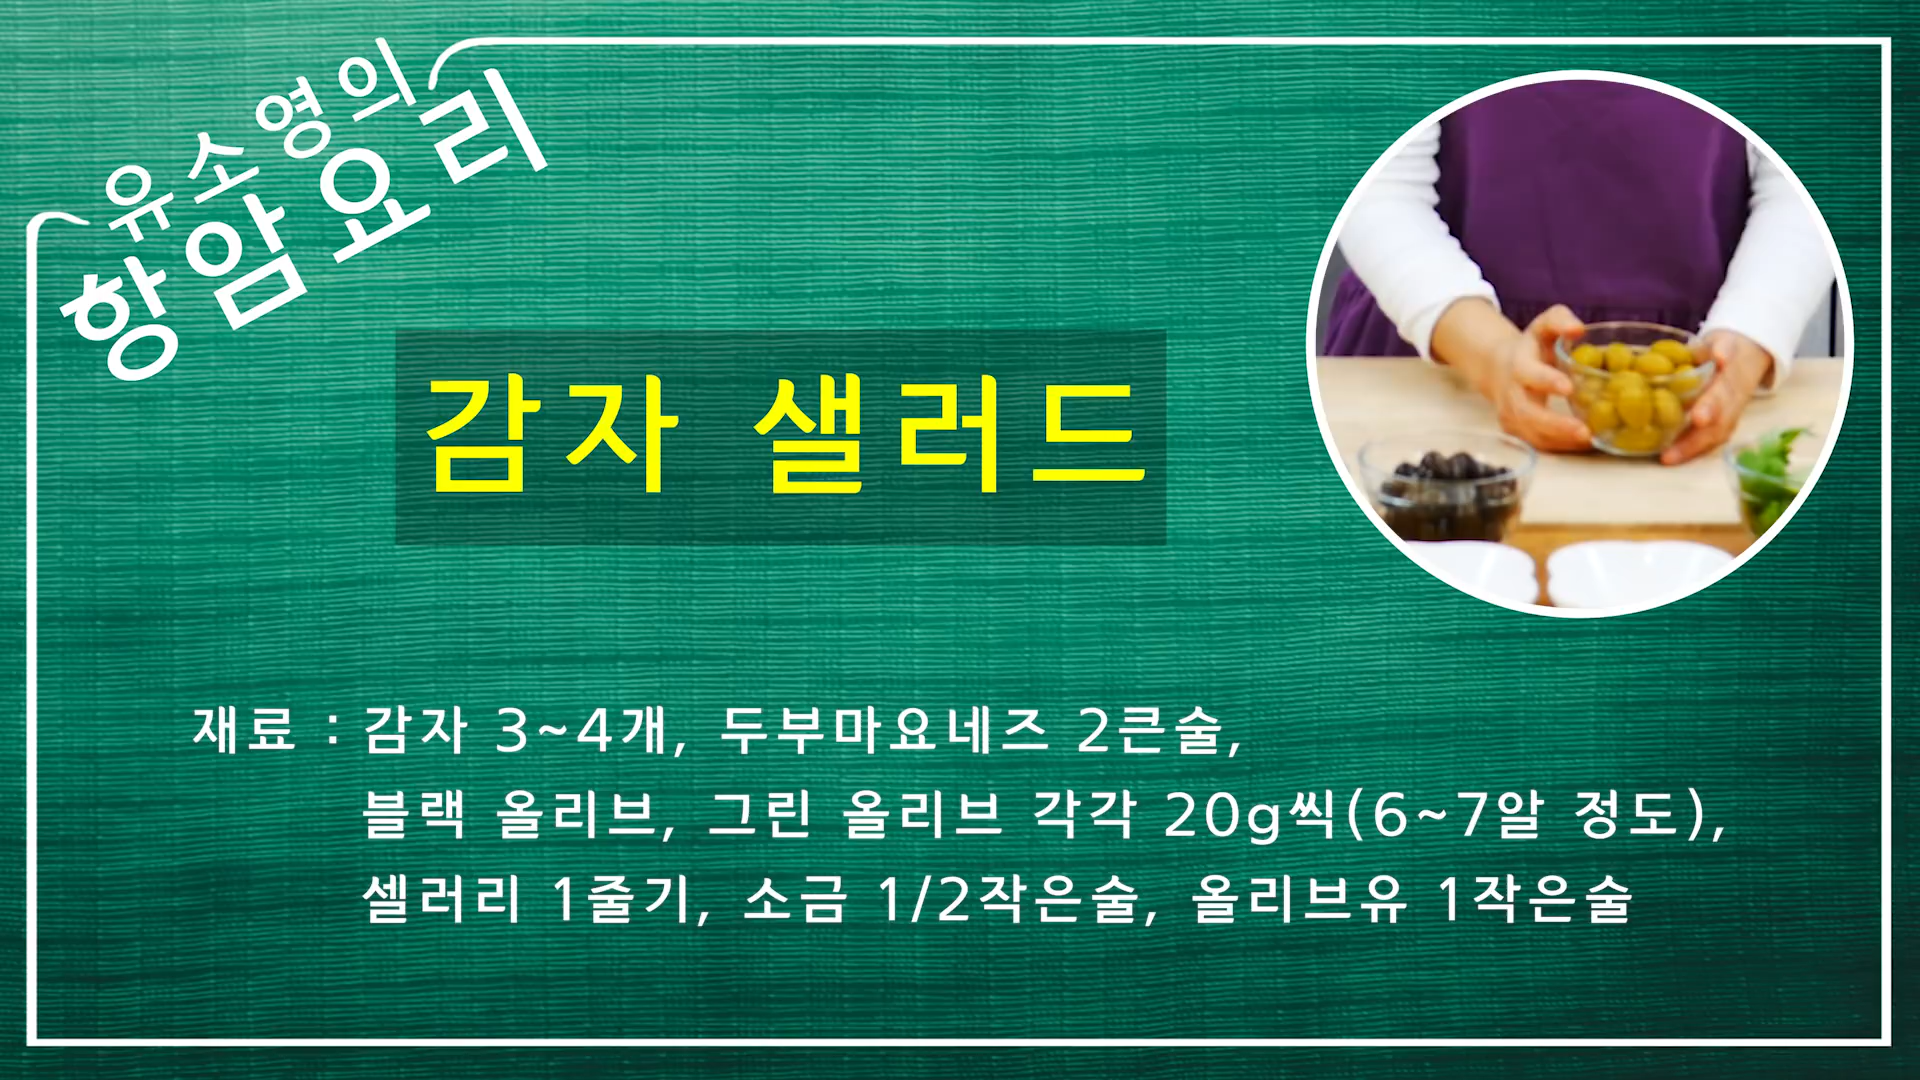 유소영의
항암요리
감자 샐러드
재료 : 감자 3~4개, 두부마요네즈 2큰술,
블랙 올리브, 그린 올리브 각각 20g씩(6~7알 정도),
셀러리 1줄기, 소금 1/2작은술, 올리브유 1작은술